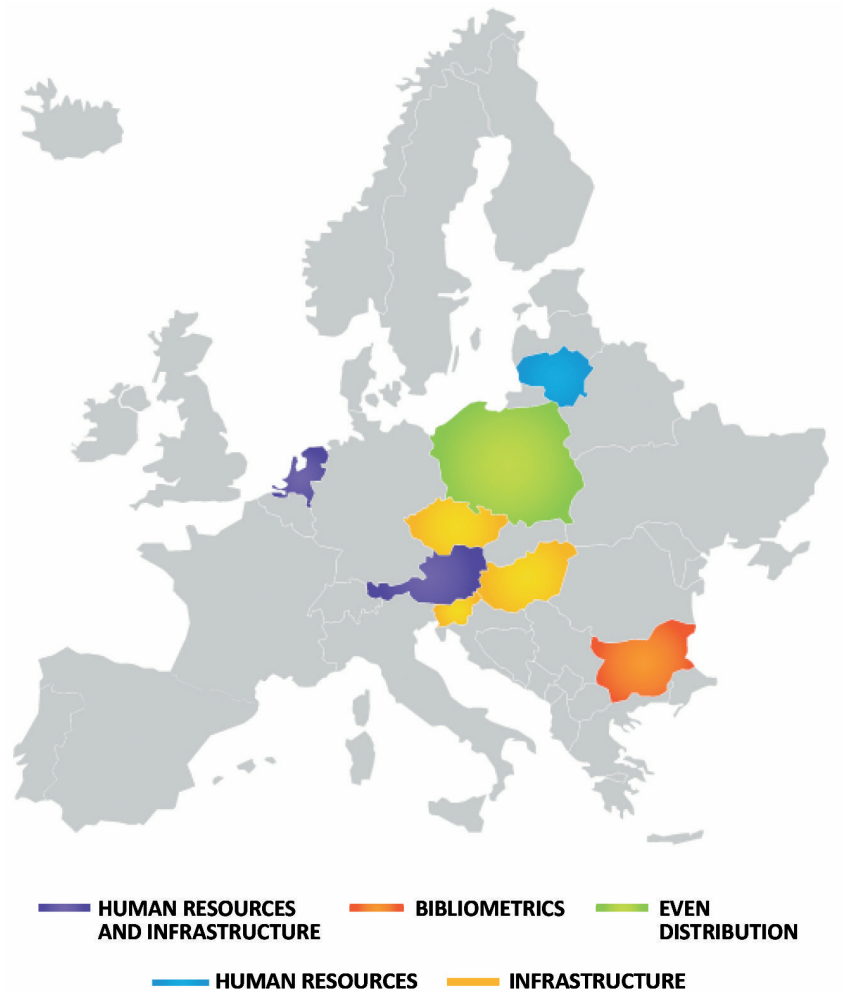 HUMAN RESOURCES
AND INFRASTRUCTURE
BIBLIOMETRICS
EVEN
DISTRIBUTION
HUMAN RESOURCES
INFRASTRUCTURE